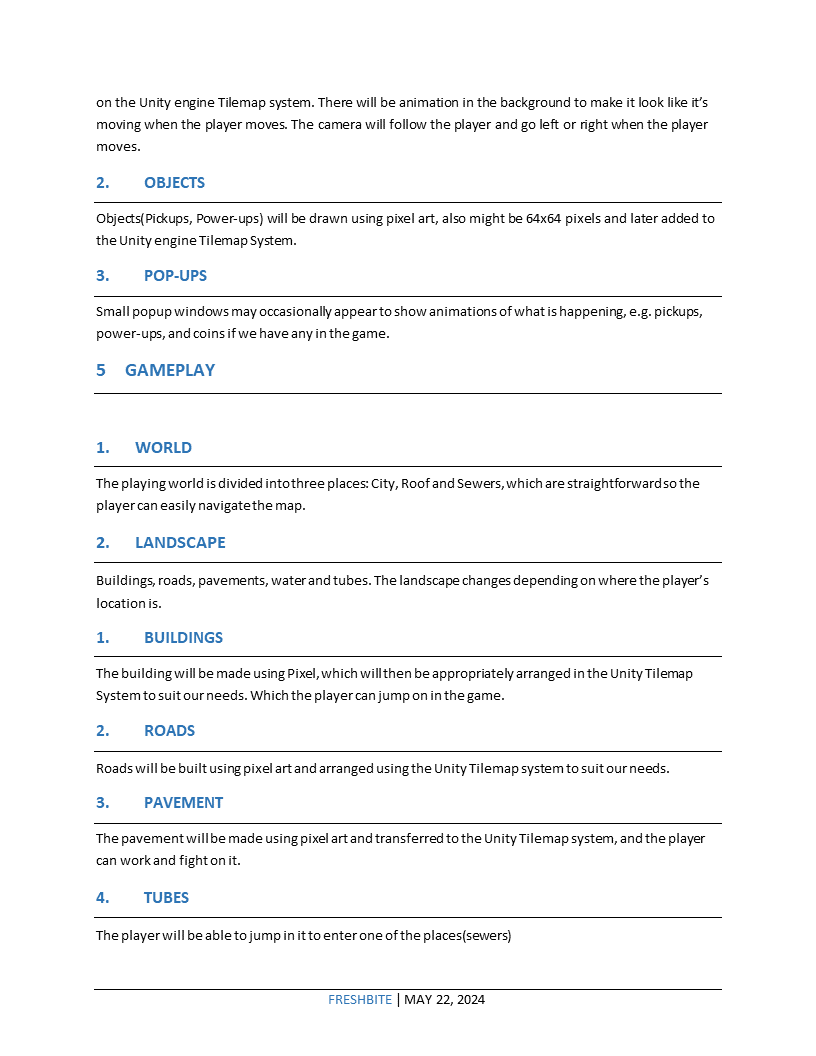 on the Unity engine Tilemap system. There will be animation in the background to make it look like it’s
moving when the player moves. The camera will follow the player and go left or right when the player
moves.
2. OBJECTS
Objects(Pickups, Power-ups) will be drawn using pixel art, also might be 64x64 pixels and later added to
the Unity engine Tilemap System.
3. POP-UPS
Small popup windows may occasionally appear to show animations of what is happening, e.g. pickups,
power-ups, and coins if we have any in the game.
5 GAMEPLAY
1. WORLD
The playing world is divided into three places: City, Roof and Sewers, which are straightforward so the
player can easily navigate the map.
2. LANDSCAPE
Buildings, roads, pavements, water and tubes. The landscape changes depending on where the player’s
location is.
1. BUILDINGS
The building will be made using Pixel, which will then be appropriately arranged in the Unity Tilemap
System to suit our needs. Which the player can jump on in the game.
2. ROADS
Roads will be built using pixel art and arranged using the Unity Tilemap system to suit our needs.
3. PAVEMENT
The pavement will be made using pixel art and transferred to the Unity Tilemap system, and the player
can work and fight on it.
4. TUBES
The player will be able to jump in it to enter one of the places(sewers)
FRESHBITE | MAY 22, 2024